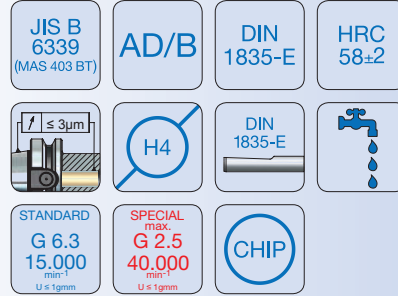 JIS B
6339
(MAS 403 BT)
AD/B
DIN
1835-E
HRC
58±2
↗ ≤ 3µm
H4
DIN
1835-E
STANDARD
G 6.3
15.000
min⁻¹
U ≤ 1gmm
SPECIAL
max.
G 2.5
40.000
min⁻¹
U ≤ 1gmm
CHIP